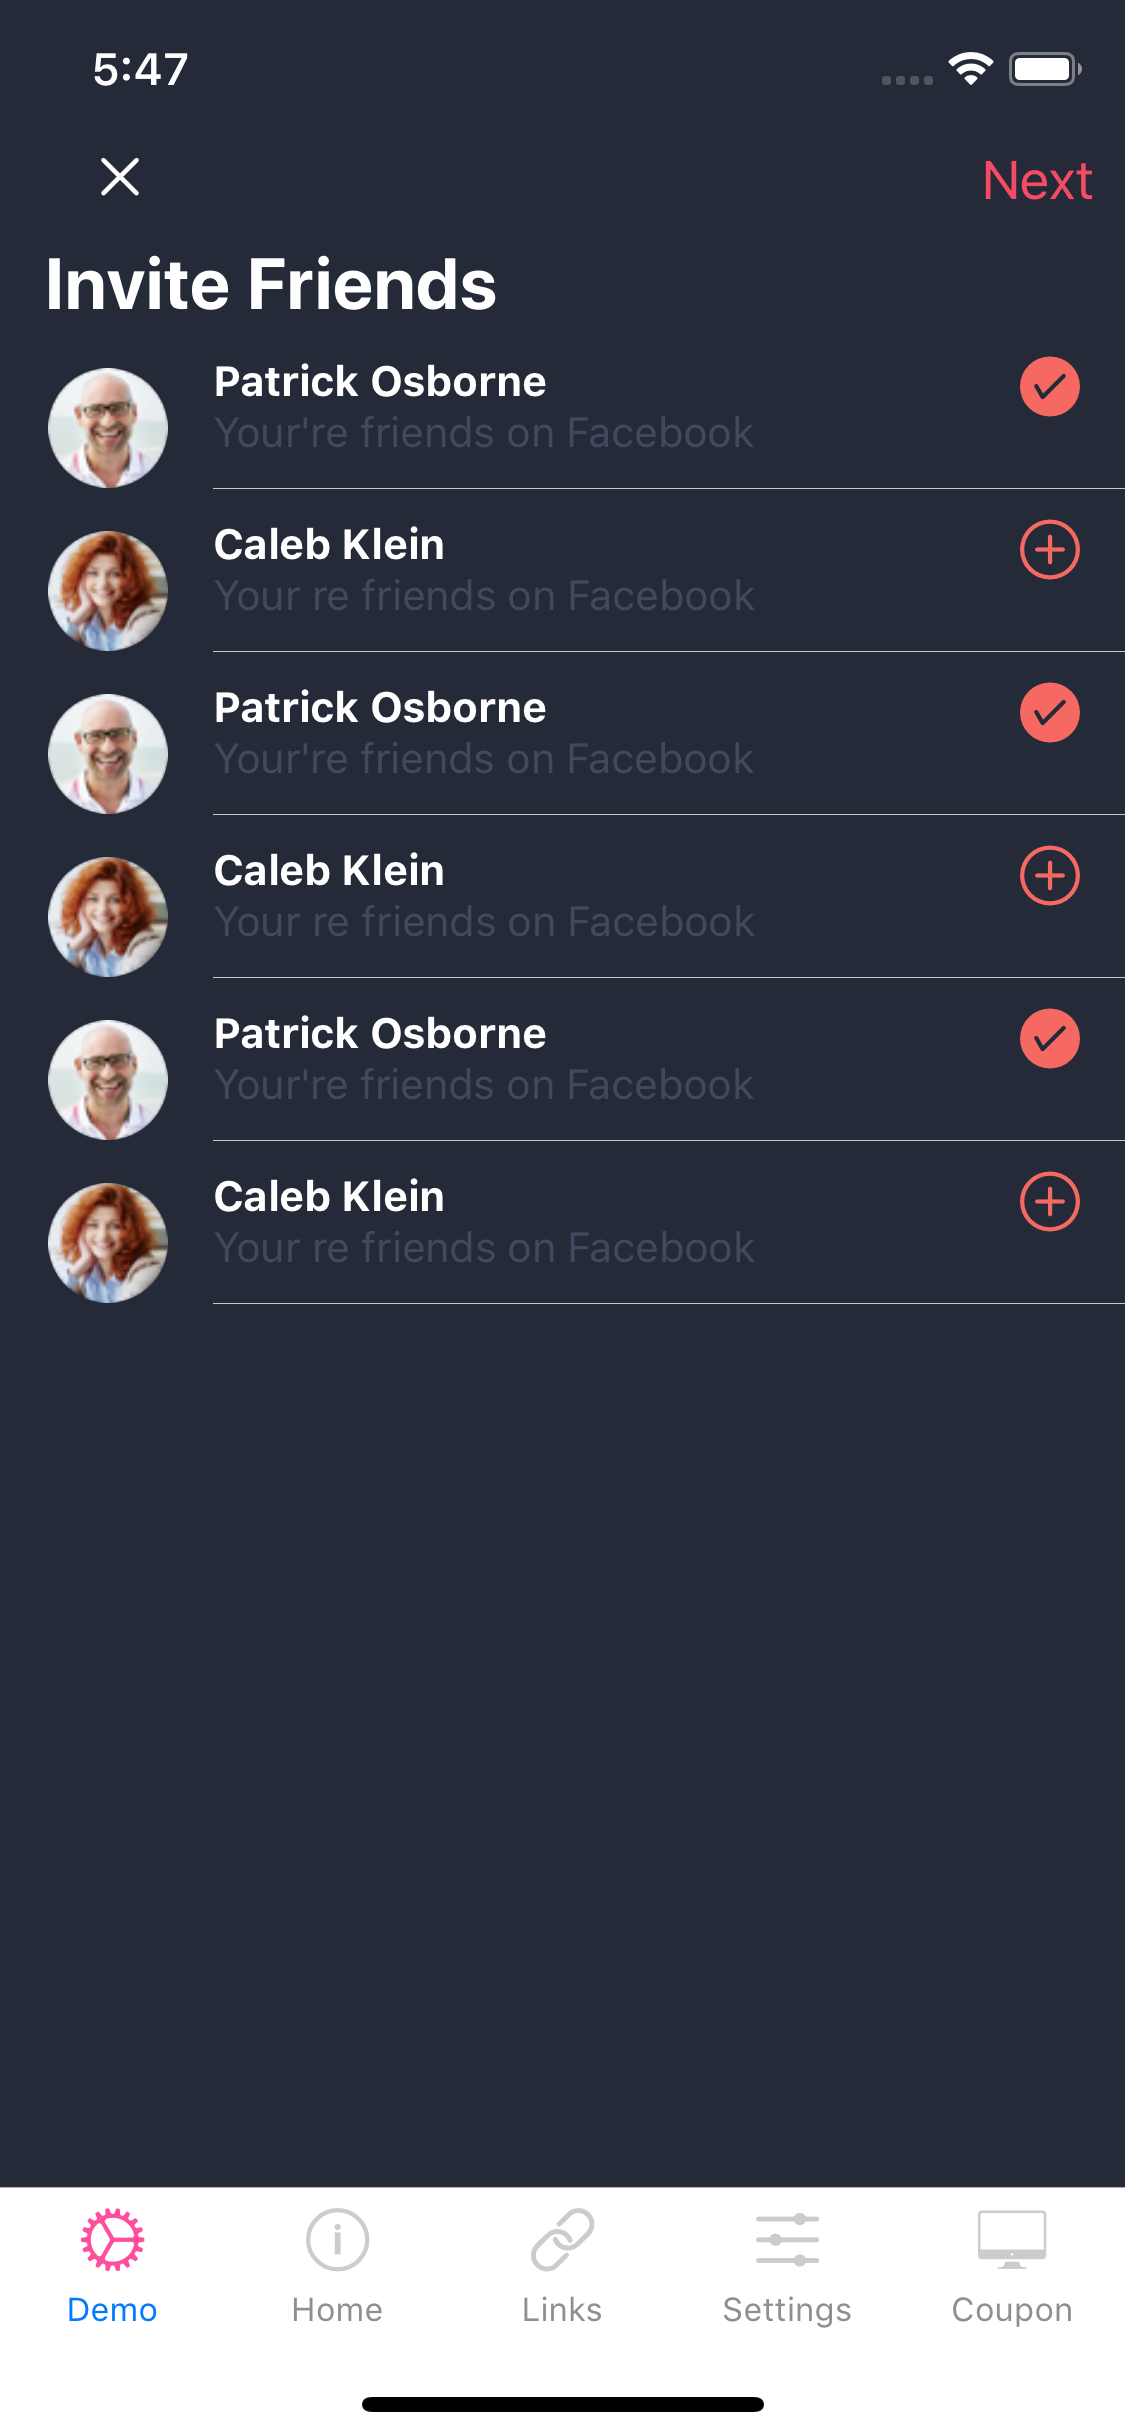 5:47
Next
Invite Friends
Patrick Osborne
Your're friends on Facebook
Caleb Klein
Your re friends on Facebook
Patrick Osborne
Your're friends on Facebook
Caleb Klein
Your re friends on Facebook
Patrick Osborne
Your're friends on Facebook
Caleb Klein
Your re friends on Facebook
Demo
Home
Links
Settings
Coupon